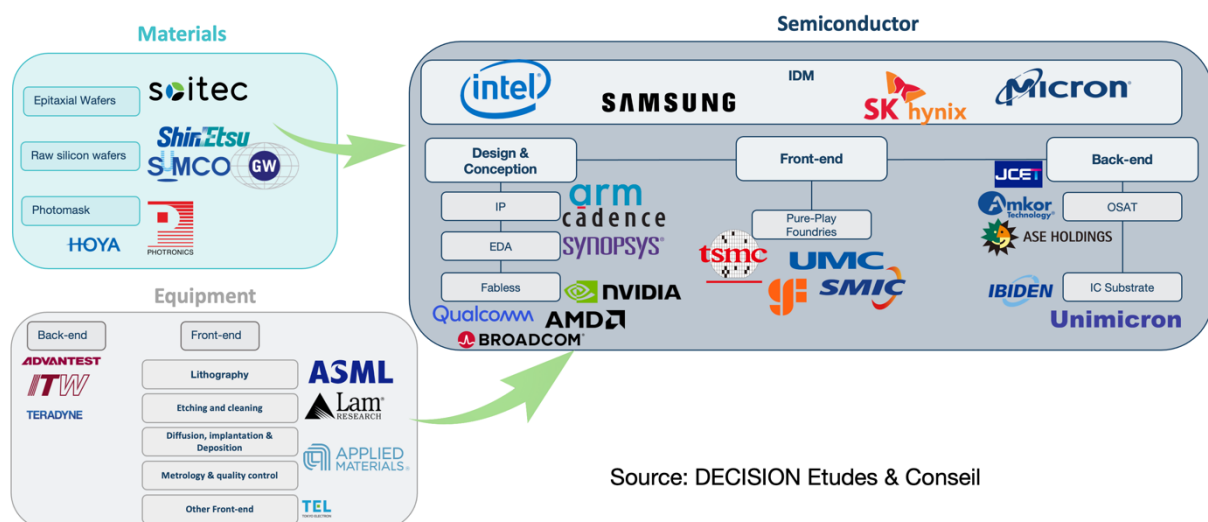 Materials
Epitaxial Wafers
soitec
Raw silicon wafers
ShinEtsu
SUMCO
GW
Photomask
HOYA
PHOTRONICS
Equipment
Back-end
Front-end
ADVANTEST
ITW
TERADYNE
Lithography
ASML
Etching and cleaning
Lam
RESEARCH
Diffusion, implantation &
Deposition
APPLIED
MATERIALS®
Metrology & quality control
Other Front-end
TEL
TOKYO ELECTRON
Semiconductor
IDM
intel
SAMSUNG
SK hynix
Micron
Design &
Conception
Front-end
Back-end
IP
arm
cadence
EDA
SYNOPSYS®
Fabless
NVIDIA
Qualcomm
AMD
BROADCOM®
Pure-Play
Foundries
tsmc
UMC
GF
SMIC
JCET
Amkor
Technology®
OSAT
ASE HOLDINGS
IBIDEN
IC Substrate
Unimicron
Source: DECISION Etudes & Conseil